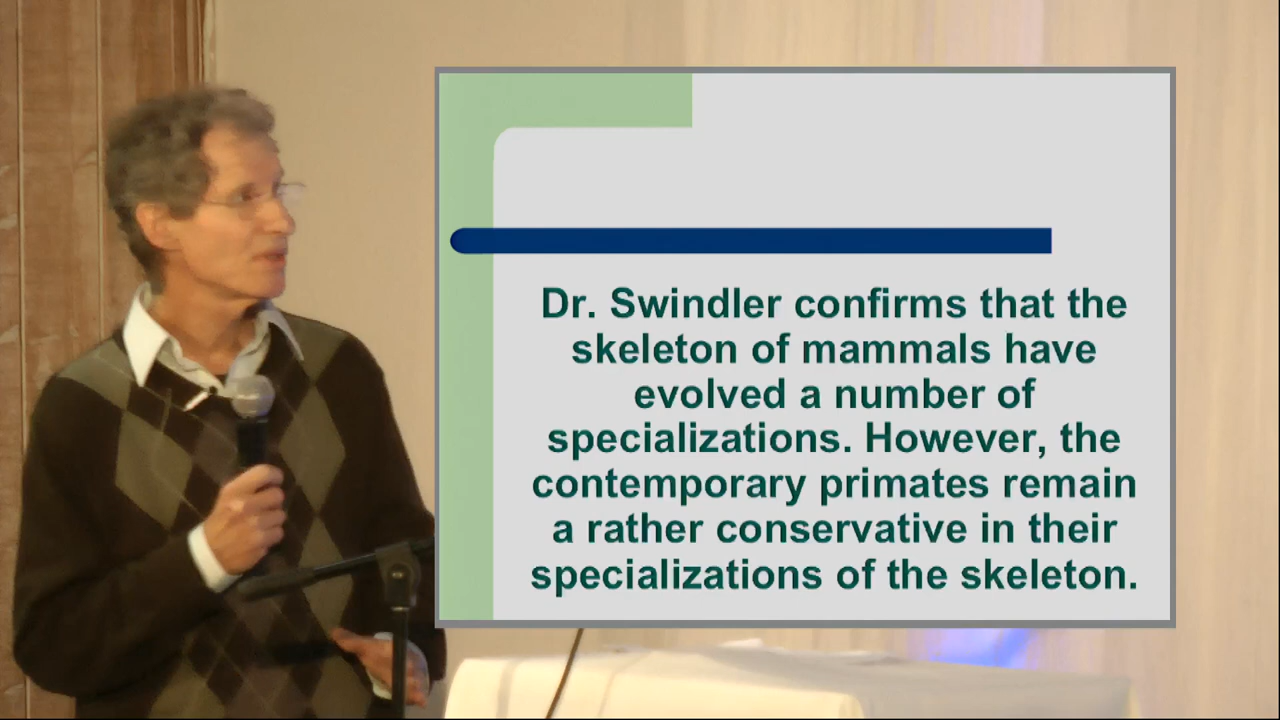 Dr. Swindler confirms that the
skeleton of mammals have
evolved a number of
specializations. However, the
contemporary primates remain
a rather conservative in their
specializations of the skeleton.